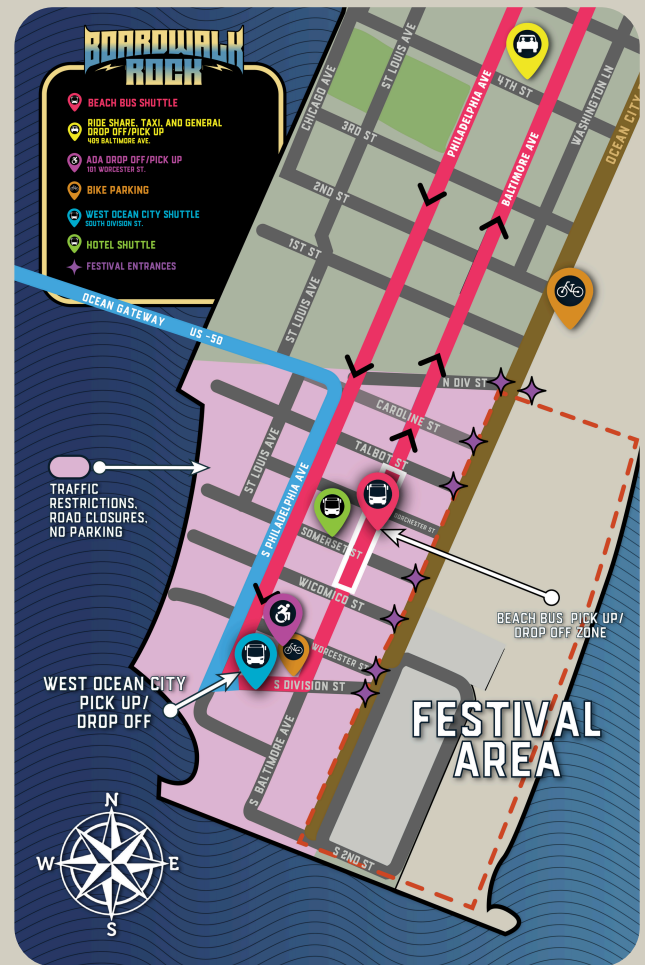 BOARDWALK
ROCK
BEACH BUS SHUTTLE
RIDE SHARE, TAXI, AND GENERAL
DROP OFF/PICK UP
409 BALTIMORE AVE.
ADA DROP OFF/PICK UP
101 WORCESTER ST.
BIKE PARKING
WEST OCEAN CITY SHUTTLE
SOUTH DIVISION ST.
HOTEL SHUTTLE
FESTIVAL ENTRANCES
CHICAGO AVE
ST LOUIS AVE
PHILADELPHIA AVE
4TH ST
WASHINGTON LN
OCEAN CITY
3RD ST
BALTIMORE AVE
2ND ST
1ST ST
ST LOUIS AVE
OCEAN GATEWAY US -50
N DIV ST
CAROLINE ST
TALBOT ST
ST LOUIS AVE
TRAFFIC
RESTRICTIONS,
ROAD CLOSURES,
NO PARKING
S PHILADELPHIA AVE
DORCHESTER ST
SOMERSET ST
WICOMICO ST
BEACH BUS PICK UP/
DROP OFF ZONE
WORCESTER ST
WEST OCEAN CITY
PICK UP/
DROP OFF
S DIVISION ST
FESTIVAL
AREA
S BALTIMORE AVE
S 2ND ST
N
W
E
S